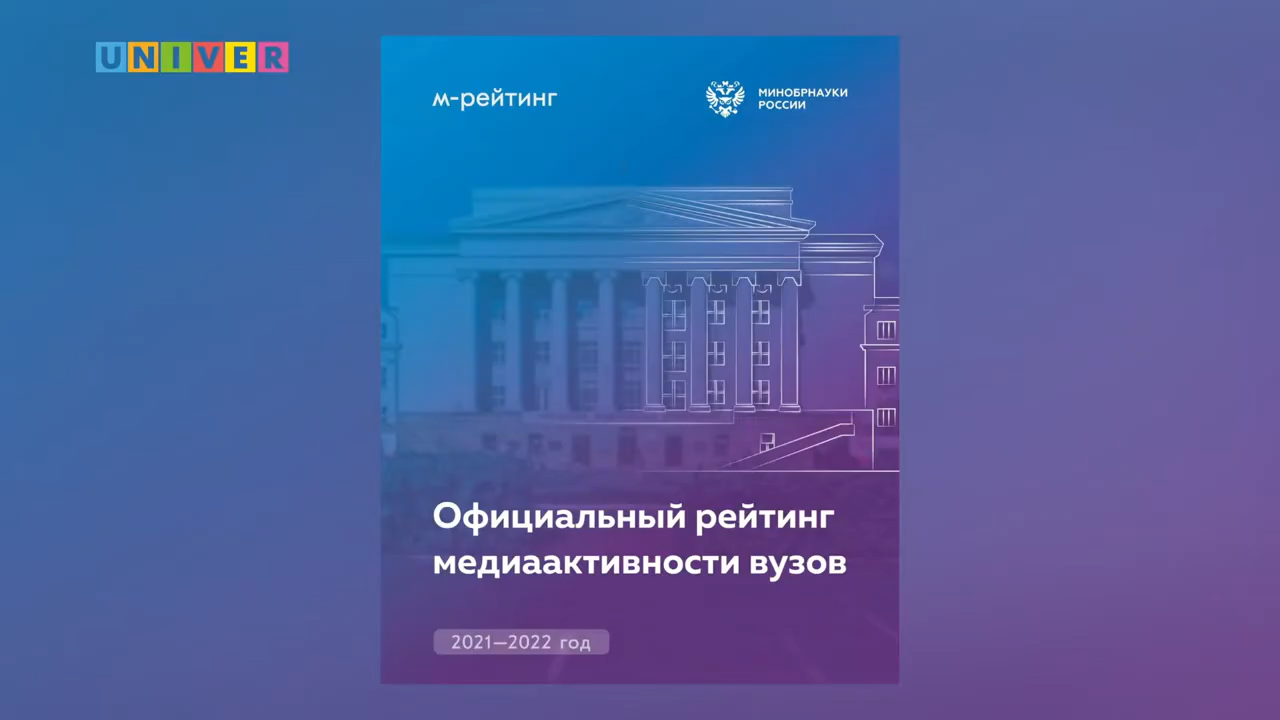 UNIVER
м-рейтинг
МИНОБРНАУКИ
РОССИИ
Официальный рейтинг
медиаактивности вузов
2021—2022 год